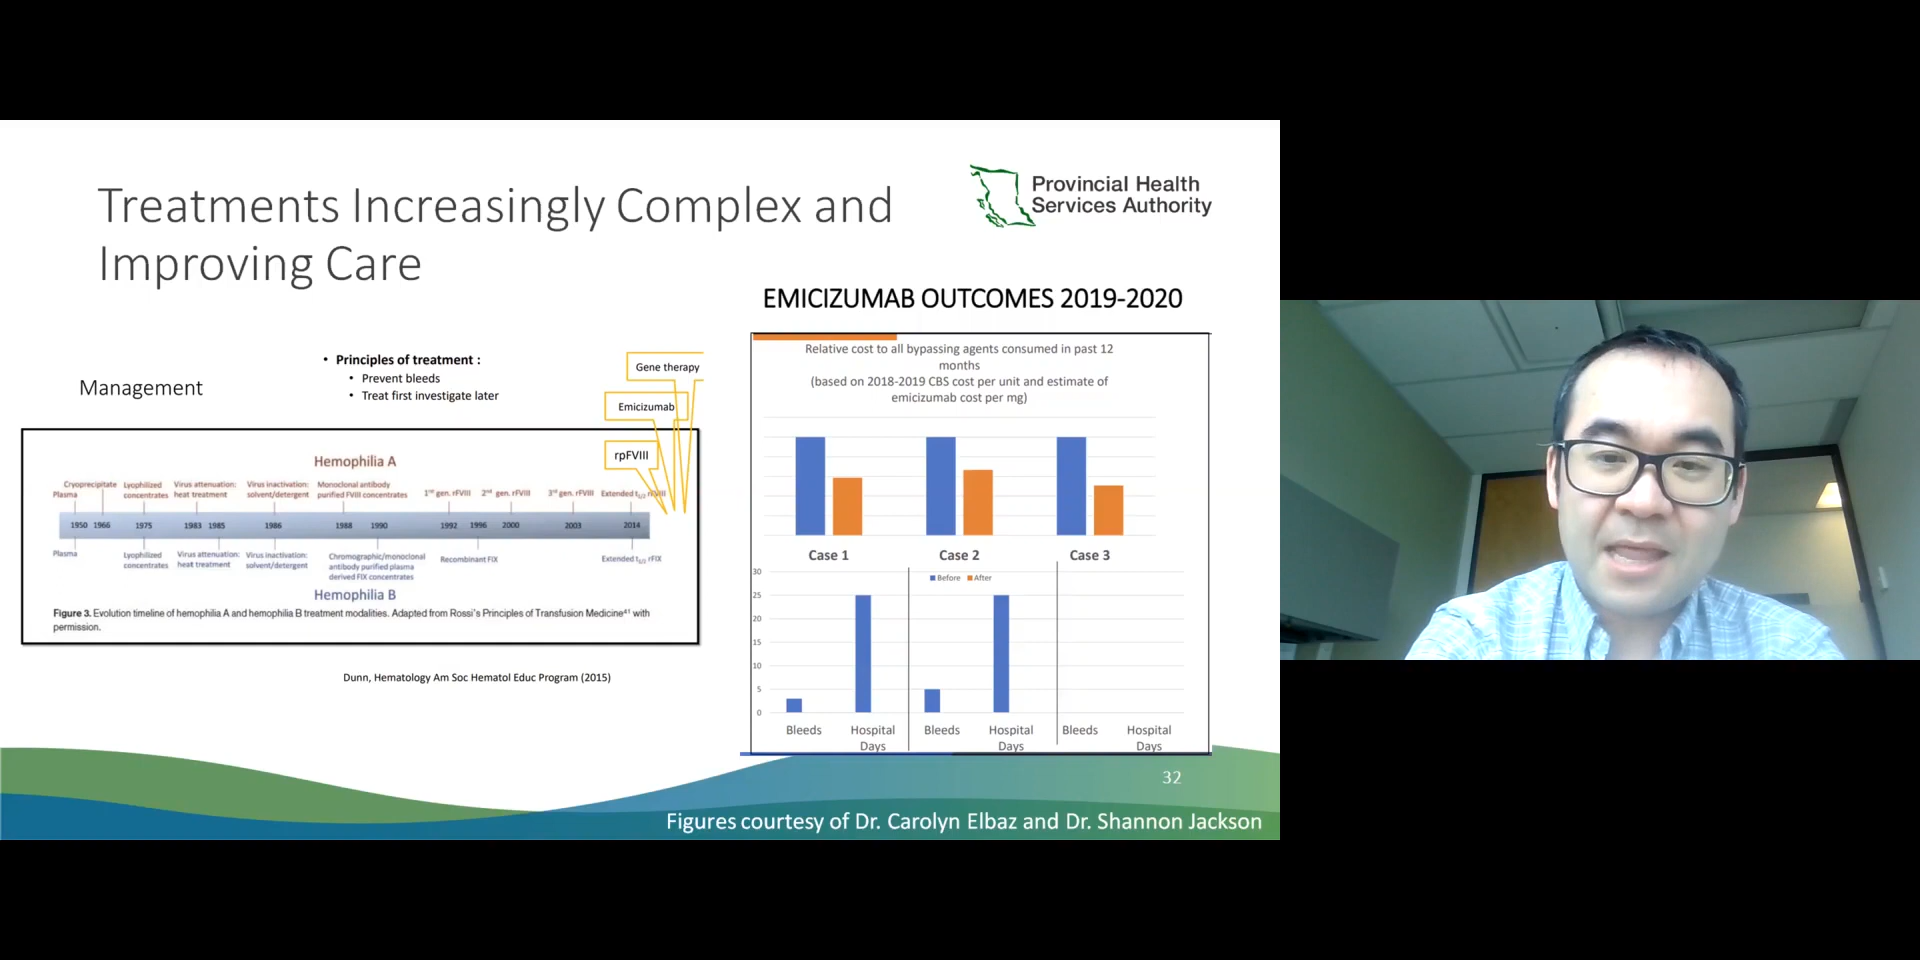 Treatments Increasingly Complex and
Improving Care
Provincial Health
Services Authority
Management
• Principles of treatment :
• Prevent bleeds
• Treat first investigate later
Gene therapy
Emicizumab
rpFVIII
Hemophilia A
Plasma
Cryoprecipitate
Lyophilized
concentrates
Virus attenuation:
heat treatment
Virus inactivation:
solvent/detergent
Monoclonal antibody
purified FVIII concentrates
1st gen. rFVIII
2nd gen. rFVIII
3rd gen. rFVIII
Extended t1/2 rFVIII
1950 1966 1975 1983 1985 1986 1988 1990 1992 1996 2000 2003 2014
Plasma
Lyophilized
concentrates
Virus attenuation:
heat treatment
Virus inactivation:
solvent/detergent
Chromographic/monoclonal
antibody purified plasma
derived FIX concentrates
Recombinant FIX
Extended t1/2 rFIX
Hemophilia B
Figure 3. Evolution timeline of hemophilia A and hemophilia B treatment modalities. Adapted from Rossi's Principles of Transfusion Medicine41 with
permission.
Dunn, Hematology Am Soc Hematol Educ Program (2015)
EMICIZUMAB OUTCOMES 2019-2020
Relative cost to all bypassing agents consumed in past 12
months
(based on 2018-2019 CBS cost per unit and estimate of
emicizumab cost per mg)
Case 1 Case 2 Case 3
Before After
30
25
20
15
10
5
0
Bleeds Hospital Days
Bleeds Hospital Days
Bleeds Hospital Days
32
Figures courtesy of Dr. Carolyn Elbaz and Dr. Shannon Jackson